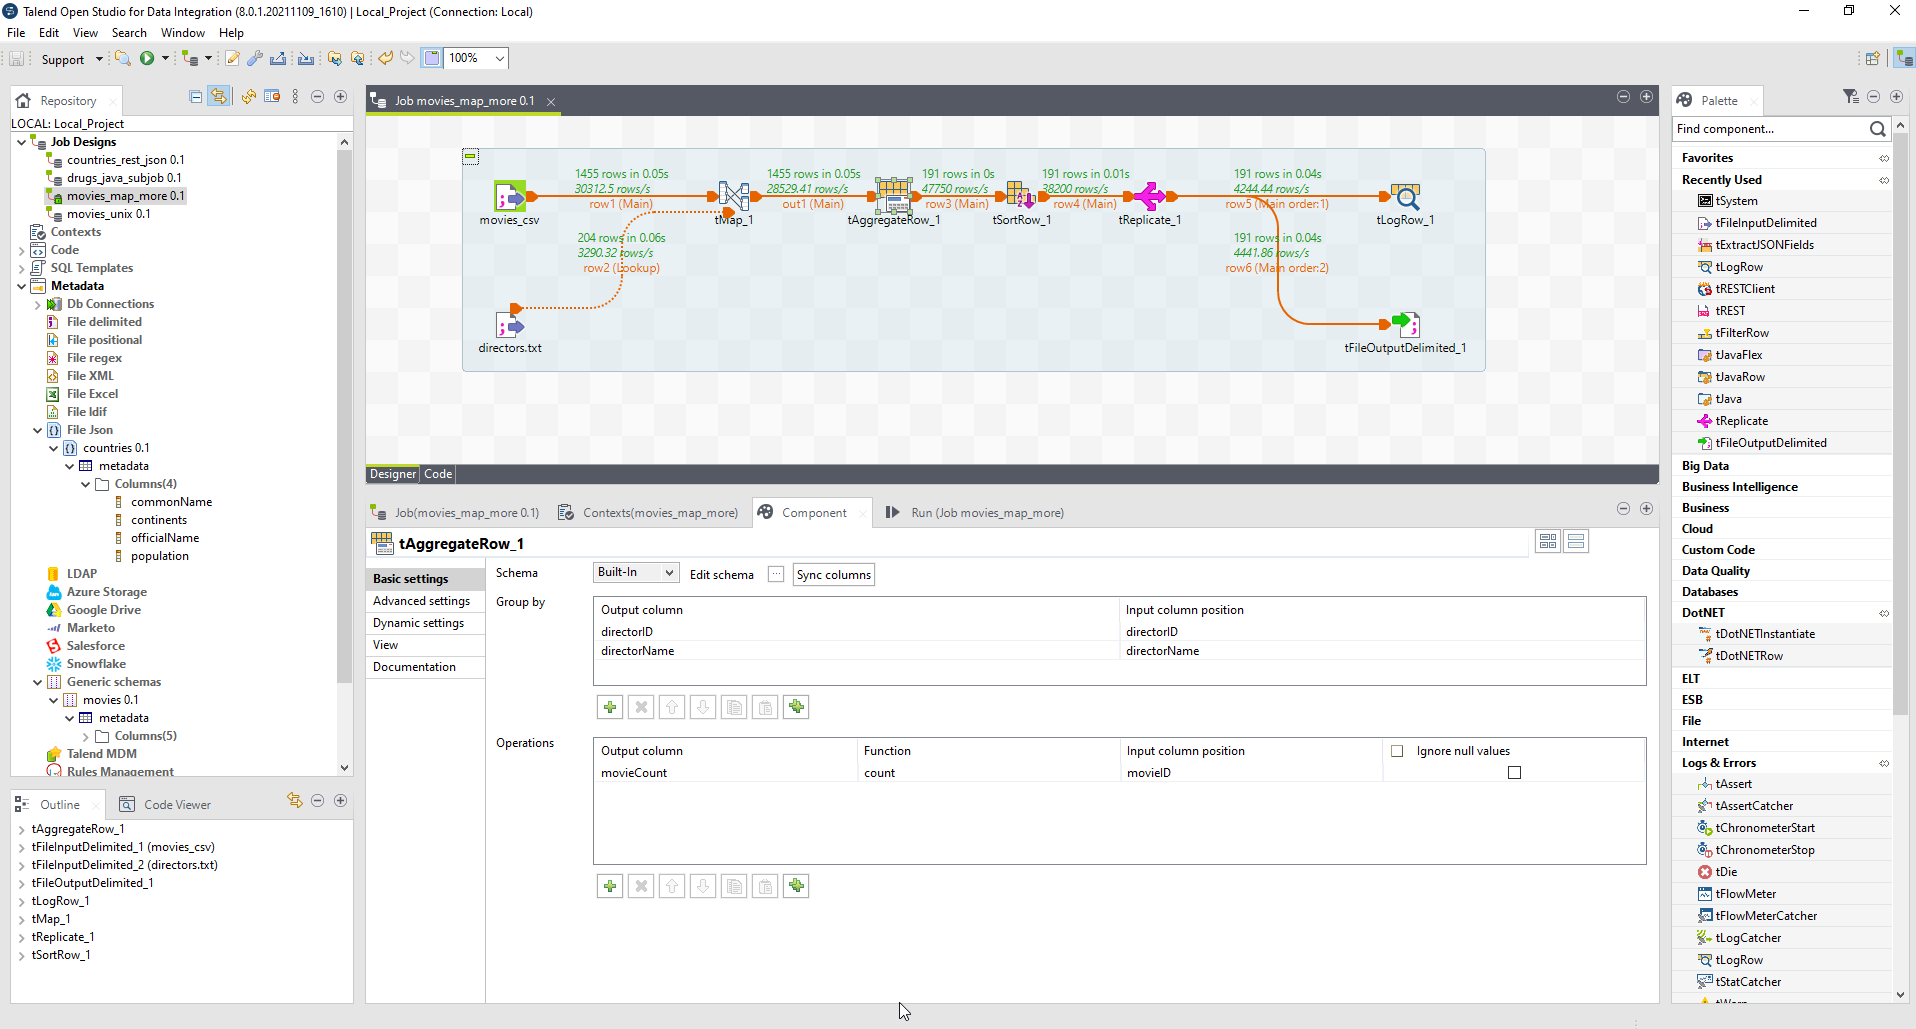 Talend Open Studio for Data Integration (8.0.1.20211109_1610) | Local_Project (Connection: Local)
File Edit View Search Window Help
Support 100%
Repository
LOCAL: Local_Project
Job Designs
countries_rest_json 0.1
drugs_java_subjob 0.1
movies_map_more 0.1
movies_unix 0.1
Contexts
Code
SQL Templates
Metadata
Db Connections
File delimited
File positional
File regex
File XML
File Excel
File ldif
File Json
countries 0.1
metadata
Columns(4)
commonName
continents
officialName
population
LDAP
Azure Storage
Google Drive
Marketo
Salesforce
Snowflake
Generic schemas
movies 0.1
metadata
Columns(5)
Talend MDM
Rules Management
Outline Code Viewer
tAggregateRow_1
tFileInputDelimited_1 (movies_csv)
tFileInputDelimited_2 (directors.txt)
tFileOutputDelimited_1
tLogRow_1
tMap_1
tReplicate_1
tSortRow_1
Job movies_map_more 0.1
1455 rows in 0.05s 1455 rows in 0.05s 191 rows in 0s 191 rows in 0.01s 191 rows in 0.04s
30312.5 rows/s 28529.41 rows/s 47750 rows/s 38200 rows/s 4244.44 rows/s
row1 (Main) out1 (Main) row3 (Main) row4 (Main) row5 (Main order:1)
movies_csv tMap_1 tAggregateRow_1 tSortRow_1 tReplicate_1 tLogRow_1
204 rows in 0.06s 191 rows in 0.04s
3290.32 rows/s 4441.86 rows/s
row2 (Lookup) row6 (Main order:2)
directors.txt tFileOutputDelimited_1
Designer Code
Job(movies_map_more 0.1) Contexts(movies_map_more) Component Run (Job movies_map_more)
tAggregateRow_1
Basic settings
Advanced settings
Dynamic settings
View
Documentation
Schema Built-In Edit schema ... Sync columns
Group by
Output column Input column position
directorID directorID
directorName directorName
Operations
Output column Function Input column position Ignore null values
movieCount count movieID
Palette
Find component...
Favorites
Recently Used
tSystem
tFileInputDelimited
tExtractJSONFields
tLogRow
tRESTClient
tREST
tFilterRow
tJavaFlex
tJavaRow
tJava
tReplicate
tFileOutputDelimited
Big Data
Business Intelligence
Business
Cloud
Custom Code
Data Quality
Databases
DotNET
tDotNETInstantiate
tDotNETRow
ELT
ESB
File
Internet
Logs & Errors
tAssert
tAssertCatcher
tChronometerStart
tChronometerStop
tDie
tFlowMeter
tFlowMeterCatcher
tLogCatcher
tLogRow
tStatCatcher